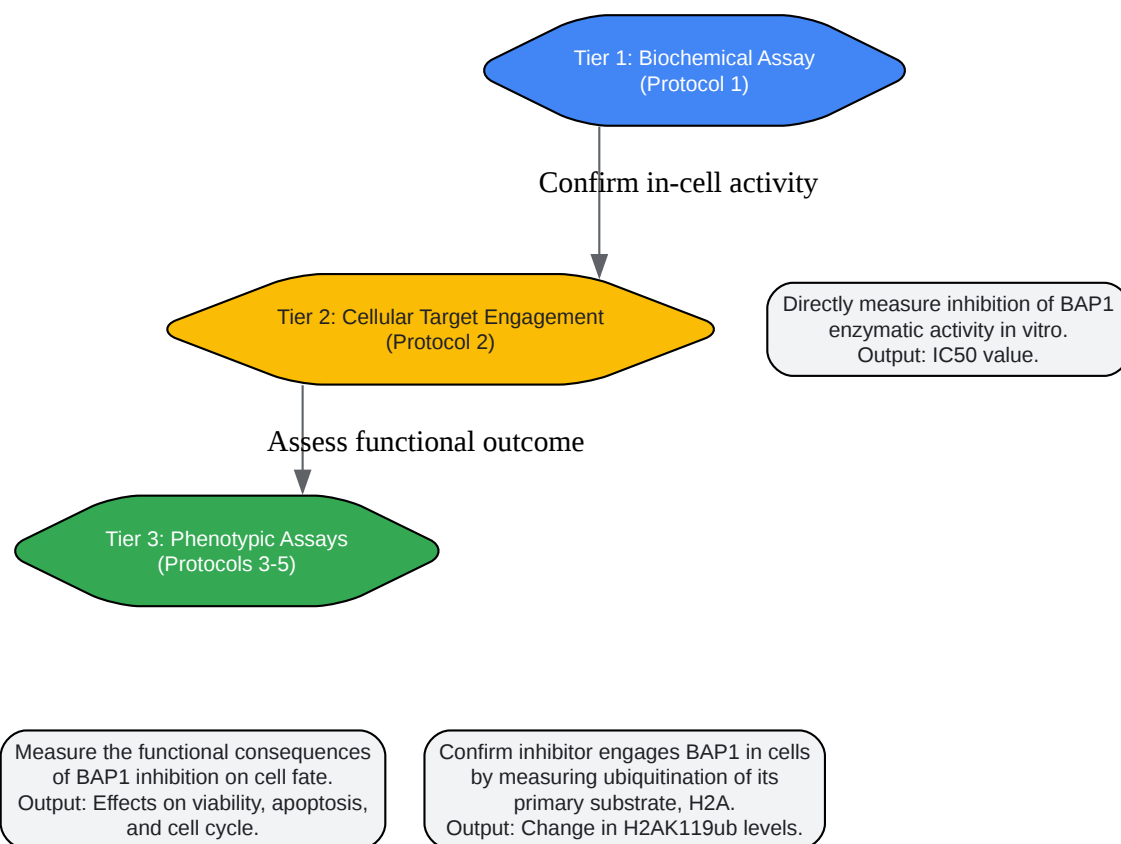 Tier 1: Biochemical Assay
(Protocol 1)
Confirm in-cell activity
Tier 2: Cellular Target Engagement
(Protocol 2)
Directly measure inhibition of BAP1
enzymatic activity in vitro.
Output: IC50 value.
Assess functional outcome
Tier 3: Phenotypic Assays
(Protocols 3-5)
Measure the functional consequences
of BAP1 inhibition on cell fate.
Output: Effects on viability, apoptosis,
and cell cycle.
Confirm inhibitor engages BAP1 in cells
by measuring ubiquitination of its
primary substrate, H2A.
Output: Change in H2AK119ub levels.